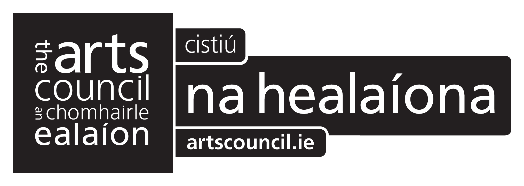 the arts
council
an chomhairle
ealaíon
cistiú
na healaíona
artscouncil.ie